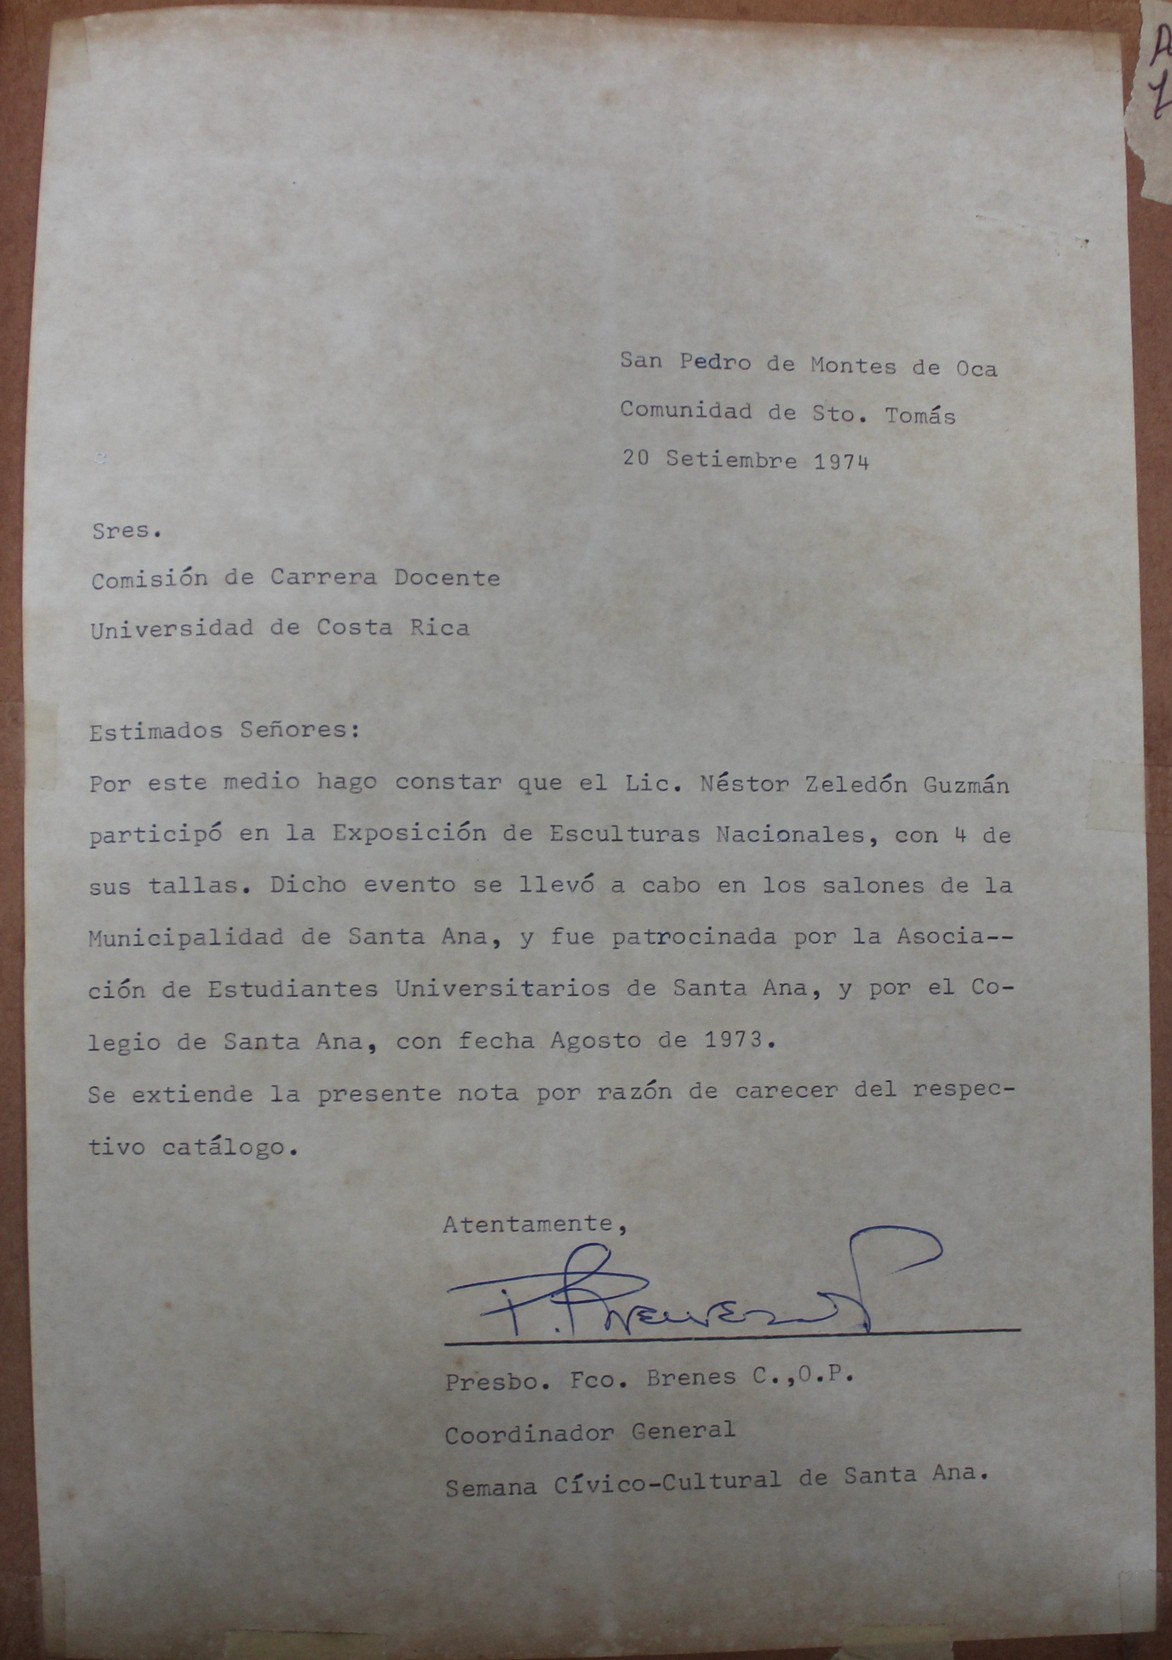 San Pedro de Montes de Oca
Comunidad de Sto. Tomás
20 Setiembre 1974
Sres.
Comisión de Carrera Docente
Universidad de Costa Rica
Estimados Señores:
Por este medio hago constar que el Lic. Néstor Zeledón Guzmán
participó en la Exposición de Esculturas Nacionales, con 4 de
sus tallas. Dicho evento se llevó a cabo en los salones de la
Municipalidad de Santa Ana, y fue patrocinada por la Asocia--
ción de Estudiantes Universitarios de Santa Ana, y por el Co-
legio de Santa Ana, con fecha Agosto de 1973.
Se extiende la presente nota por razón de carecer del respec-
tivo catálogo.
Atentamente,
Presbo. Fco. Brenes C.,O.P.
Coordinador General
Semana Cívico-Cultural de Santa Ana.